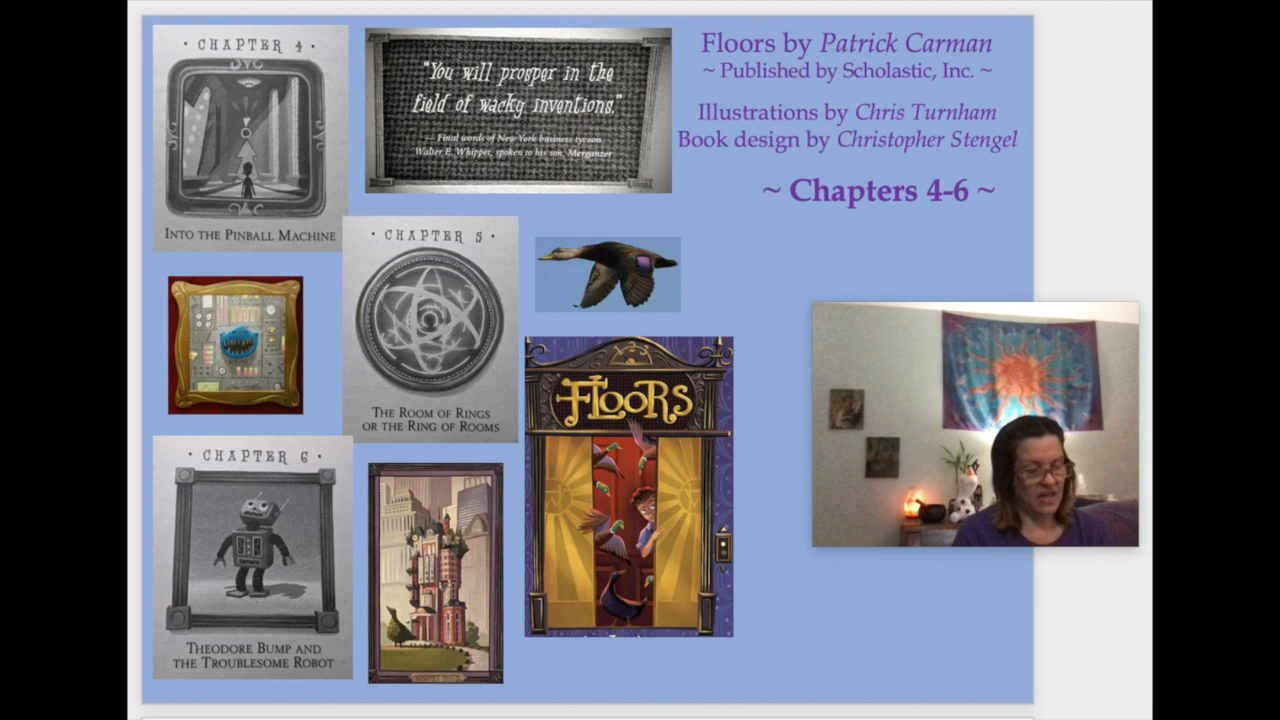 · CHAPTER 4 ·
INTO THE PINBALL MACHINE
"You will prosper in the
field of wacky inventions."
— Final words of New York business tycoon
Walter E. Whippet, spoken to his son, Merganzer
Floors by Patrick Carman
~ Published by Scholastic, Inc. ~
Illustrations by Chris Turnham
Book design by Christopher Stengel
~ Chapters 4-6 ~
· CHAPTER 5 ·
THE ROOM OF RINGS
OR THE RING OF ROOMS
FLOORS
· CHAPTER 6 ·
THEODORE BUMP AND
THE TROUBLESOME ROBOT